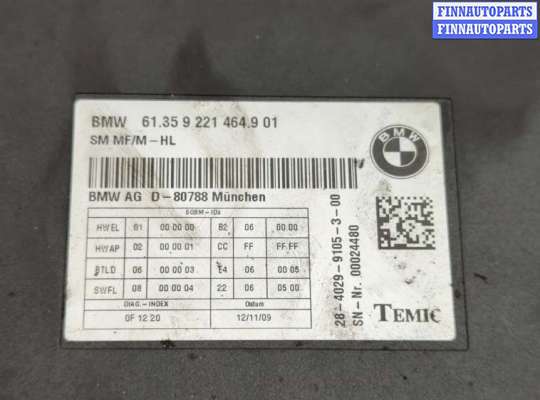 FINNAUTOPARTS
FINNAUTOPARTS
BMW 61.35 9 221 464.9 01
SM MF/M-HL
BMW
BMW AG D-80788 München
SGBM-IDs
HWEL 01 00 00 00 B2 06 00 00
HWAP 02 00 00 01 CC FF FF FF
BTLD 06 00 00 03 E4 06 00 05
SWFL 08 00 00 04 22 06 05 00
DIAG.-INDEX Datum
0F 12 20 12/11/09
28-4029-9105-3-00
SN-Nr. 00024480
TEMIC